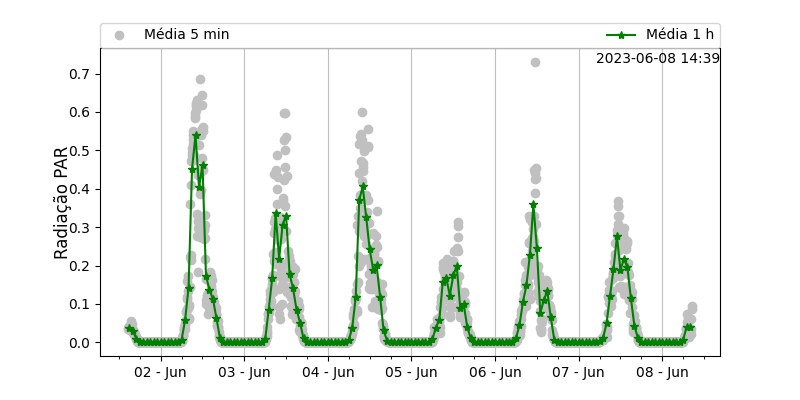 Média 5 min
Média 1 h
2023-06-08 14:39
Radiação PAR
0.7
0.6
0.5
0.4
0.3
0.2
0.1
0.0
02 - Jun
03 - Jun
04 - Jun
05 - Jun
06 - Jun
07 - Jun
08 - Jun